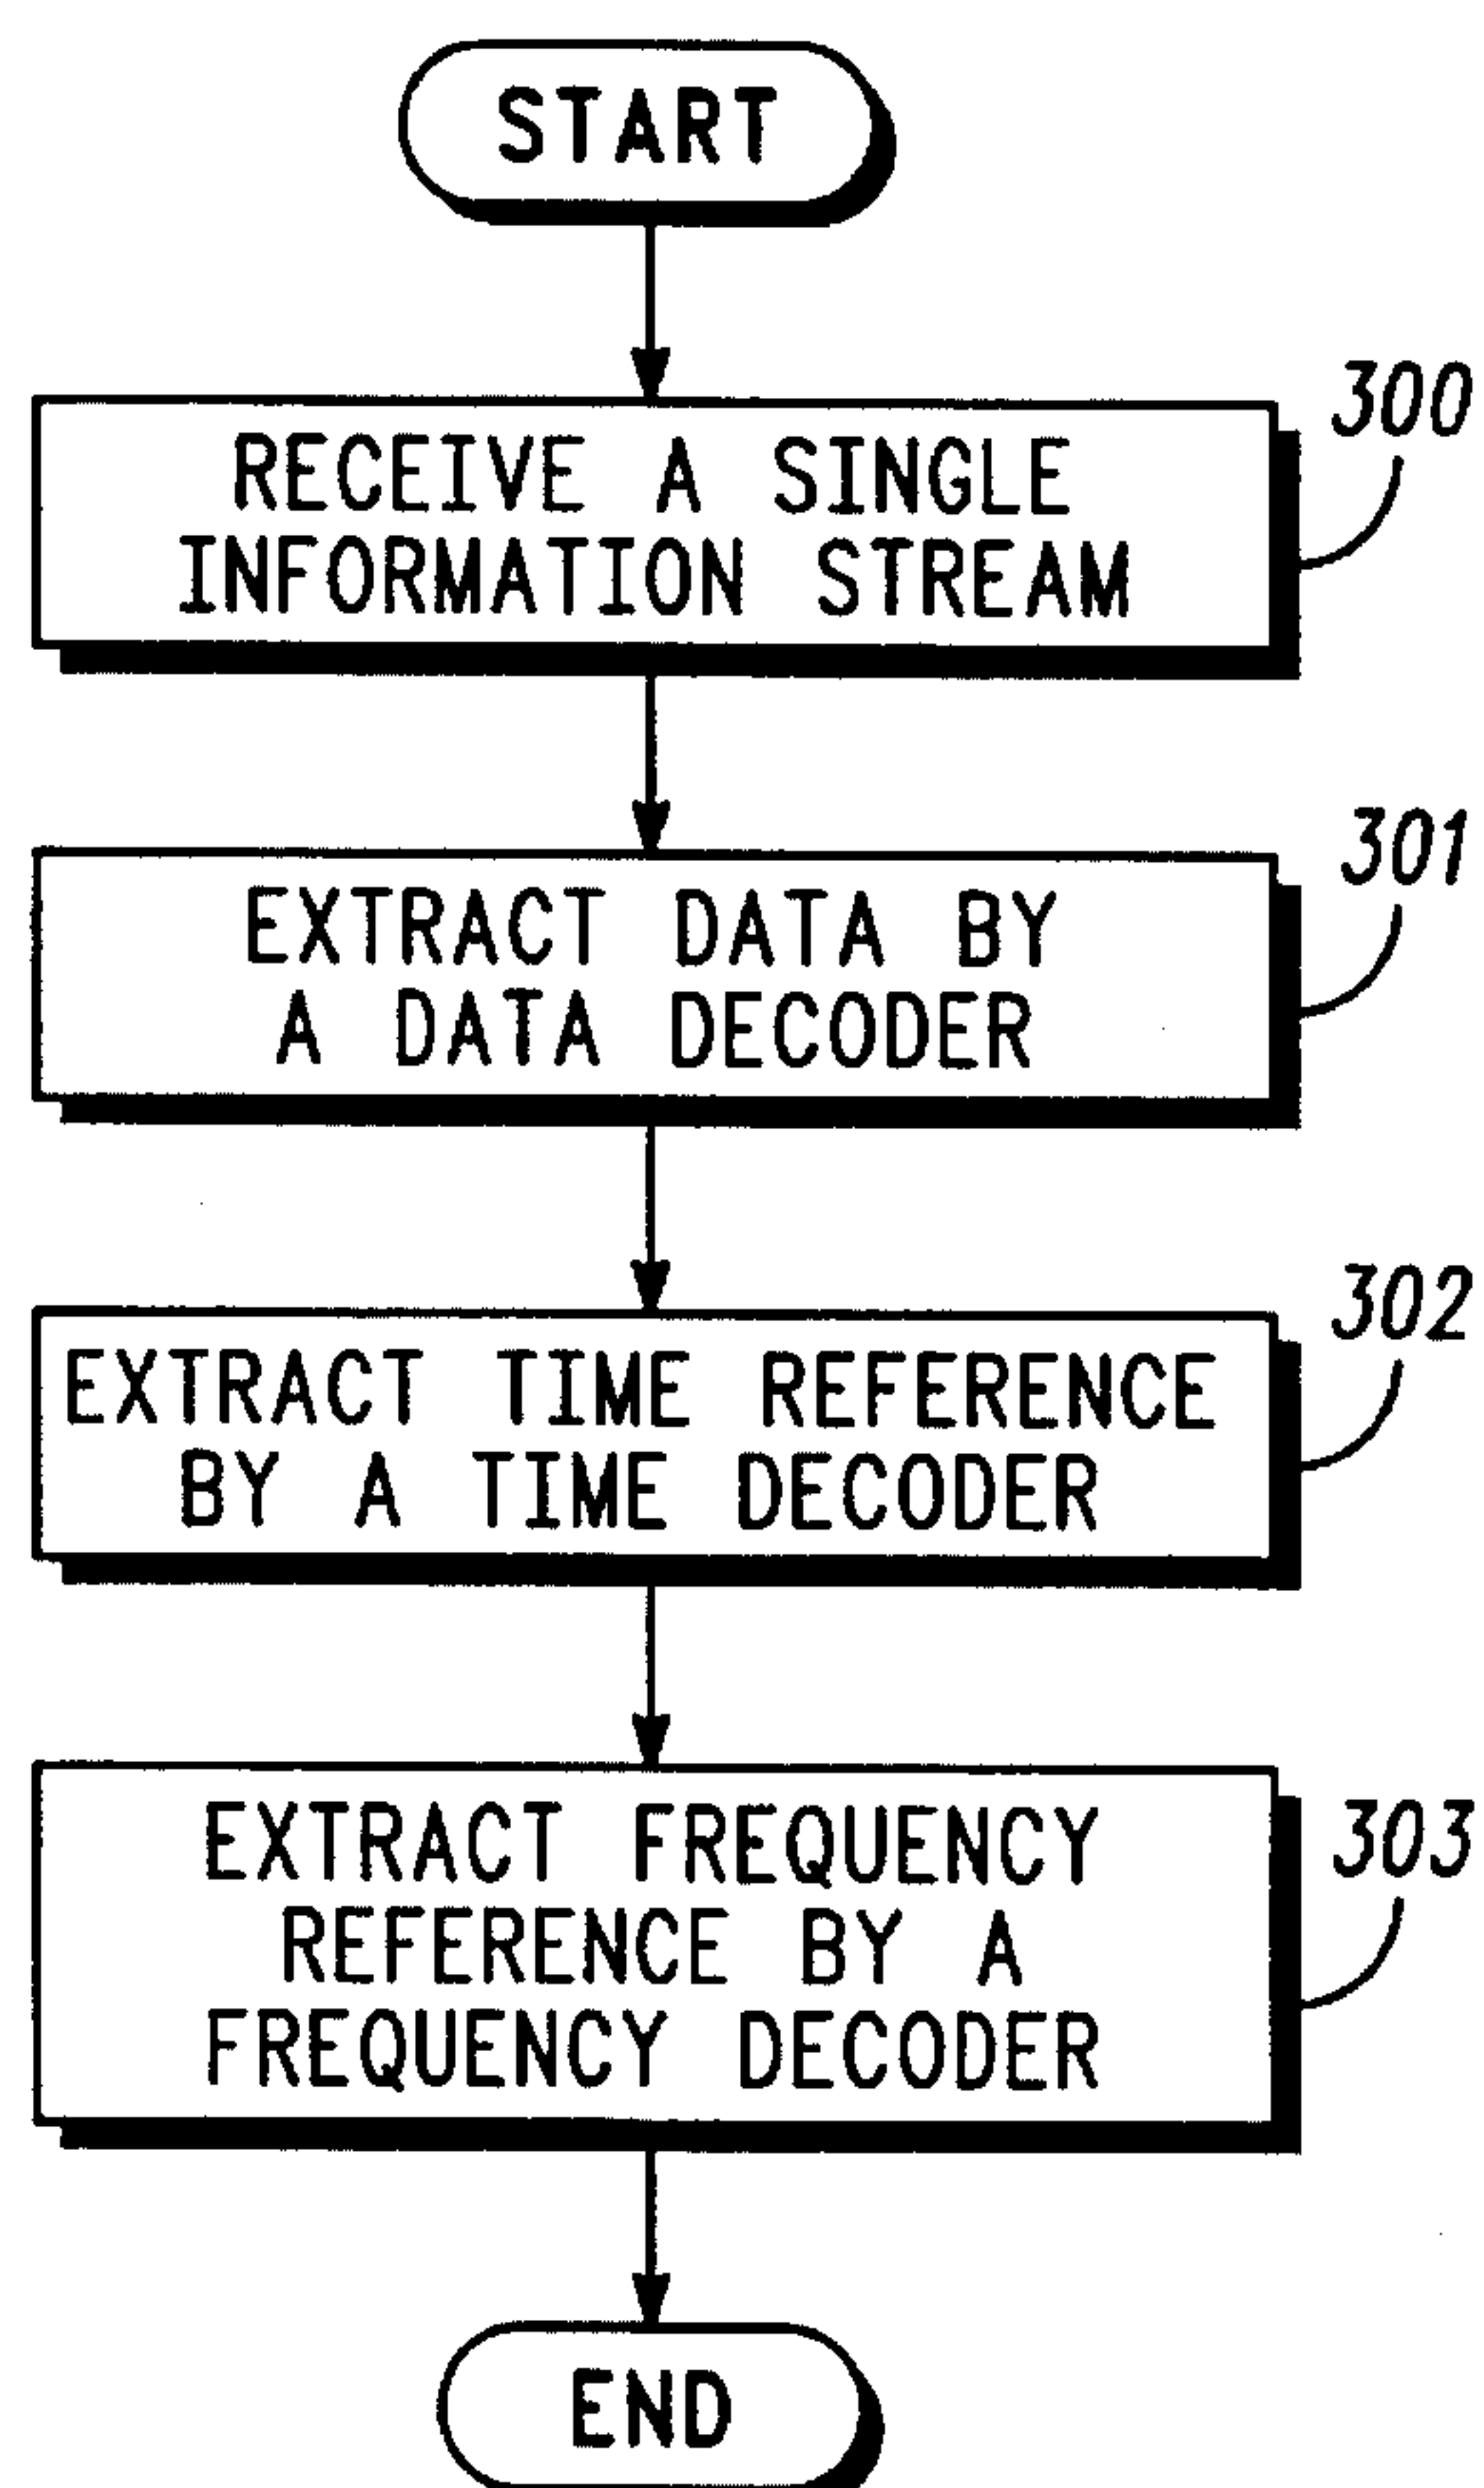 START
300
RECEIVE A SINGLE
INFORMATION STREAM
301
EXTRACT DATA BY
A DATA DECODER
302
EXTRACT TIME REFERENCE
BY A TIME DECODER
303
EXTRACT FREQUENCY
REFERENCE BY A
FREQUENCY DECODER
END